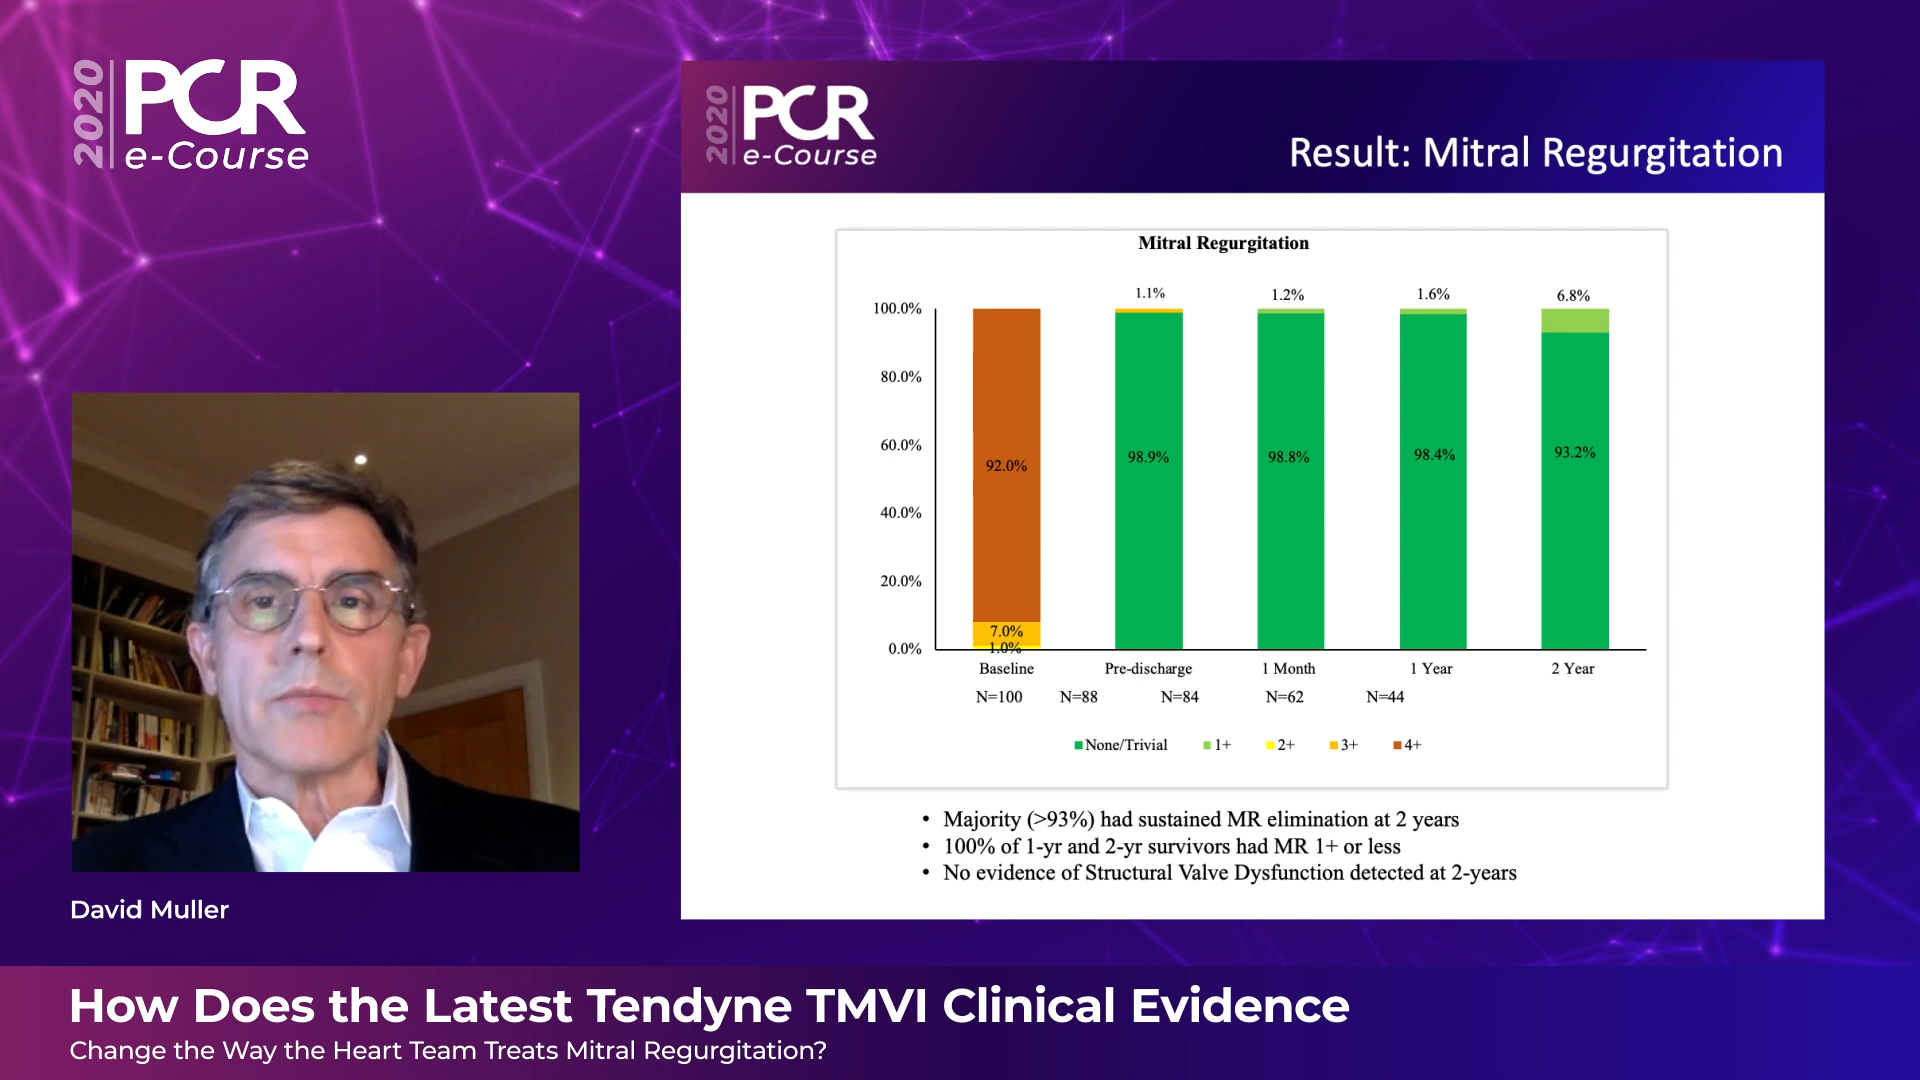 2020
PCR
e-Course
2020
PCR
e-Course
Result: Mitral Regurgitation
Mitral Regurgitation
1.1% 1.2% 1.6% 6.8%
100.0%
80.0%
60.0%
40.0%
20.0%
0.0%
92.0% 98.9% 98.8% 98.4% 93.2%
7.0%
1.0%
Baseline Pre-discharge 1 Month 1 Year 2 Year
N=100 N=88 N=84 N=62 N=44
None/Trivial 1+ 2+ 3+ 4+
• Majority (>93%) had sustained MR elimination at 2 years
• 100% of 1-yr and 2-yr survivors had MR 1+ or less
• No evidence of Structural Valve Dysfunction detected at 2-years
David Muller
How Does the Latest Tendyne TMVI Clinical Evidence
Change the Way the Heart Team Treats Mitral Regurgitation?